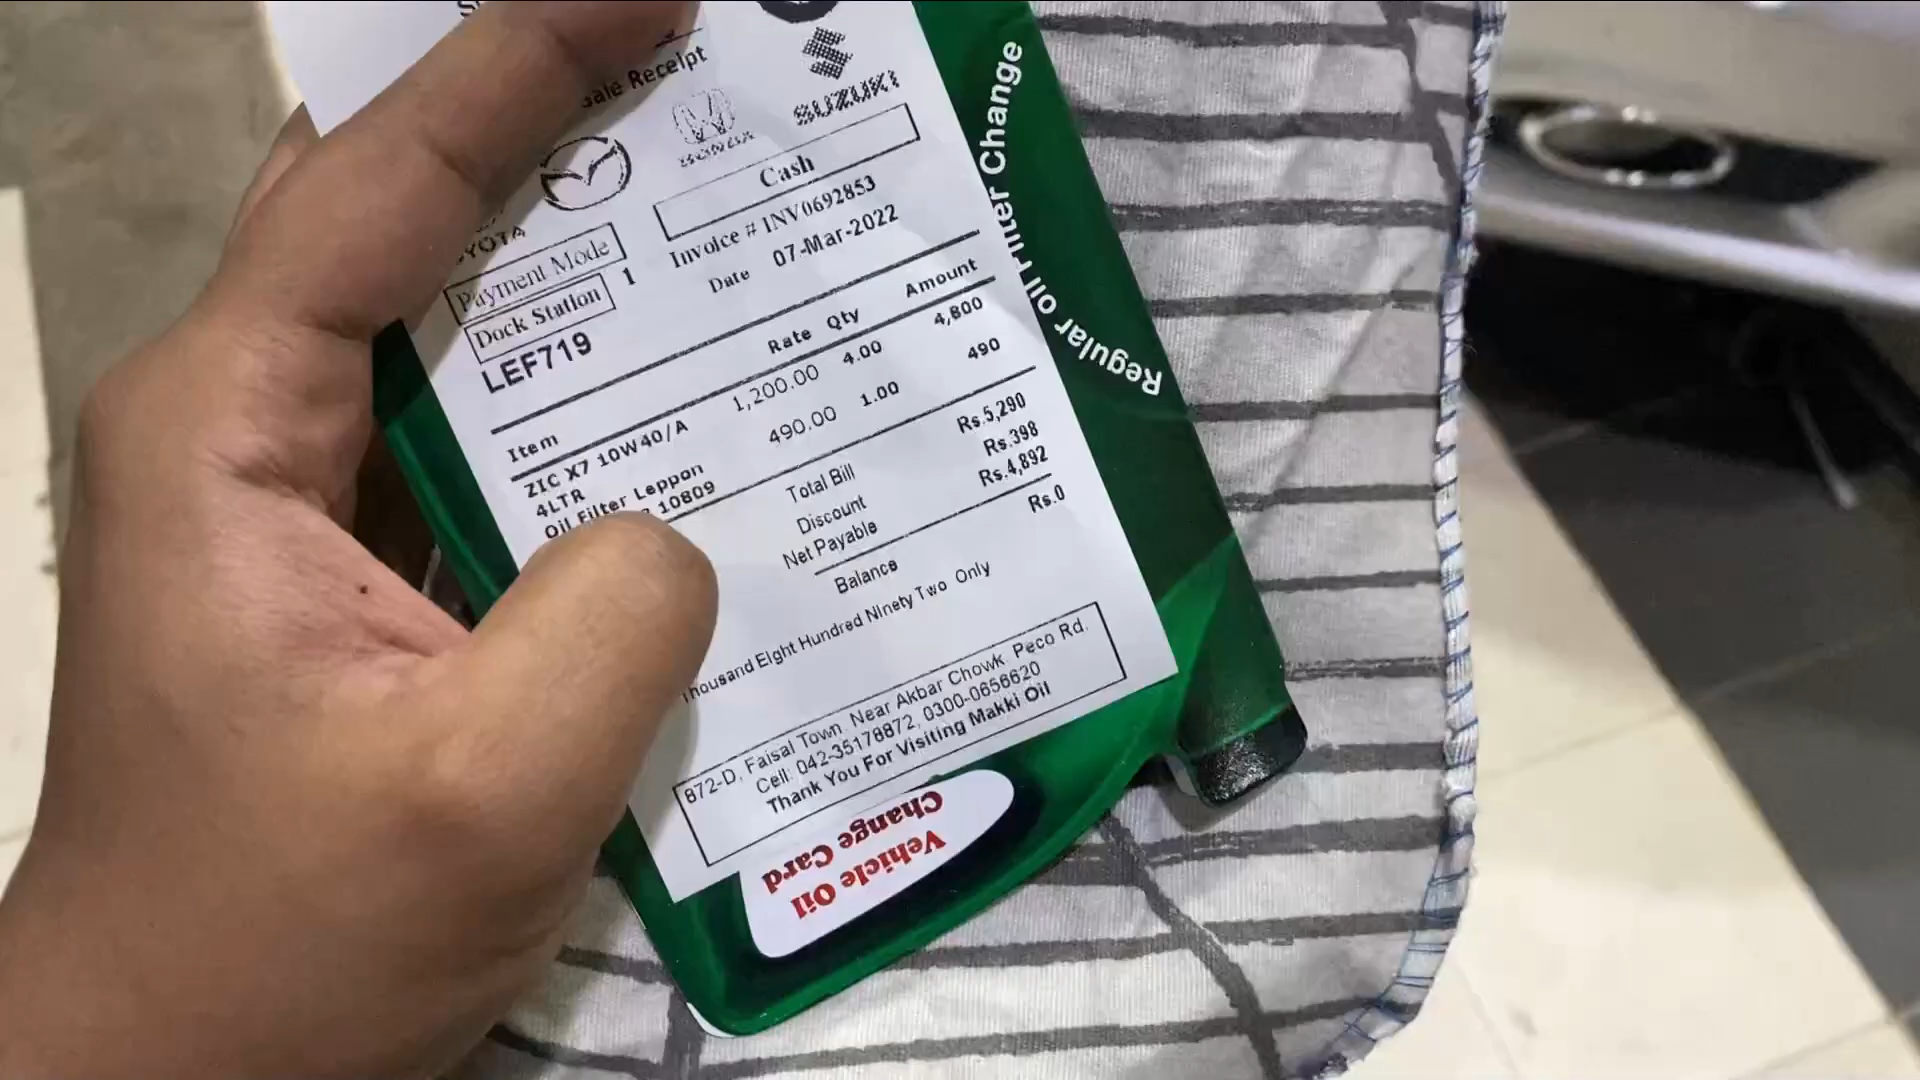 Sale Receipt
SUZUKI
HONDA
Payment Mode
Cash
Dock Station 1
Invoice # INV0692853
LEF719
Date 07-Mar-2022
Item Rate Qty Amount
ZIC X7 10W40/A 1,200.00 4.00 4,800
4LTR
Oil Filter Leppon 490.00 1.00 490
10809
Total Bill Rs.5,290
Discount Rs.398
Net Payable Rs.4,892
Balance Rs.0
Thousand Eight Hundred Ninety Two Only
872-D, Faisal Town, Near Akbar Chowk, Peco Rd.
Cell: 042-35178872, 0300-0656620
Thank You For Visiting Makki Oil
Regular oil Filter Change
Vehicle Oil
Change Card